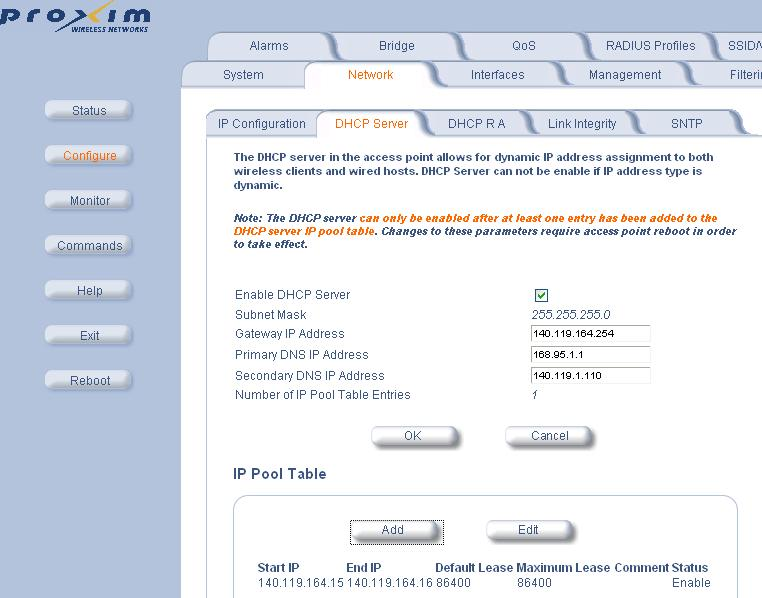 proxim
WIRELESS NETWORKS
Alarms Bridge QoS RADIUS Profiles
System Network Interfaces Management
Status
Configure
Monitor
Commands
Help
Exit
Reboot
IP Configuration DHCP Server DHCP R A Link Integrity SNTP
The DHCP server in the access point allows for dynamic IP address assignment to both
wireless clients and wired hosts. DHCP Server can not be enable if IP address type is
dynamic.
Note: The DHCP server can only be enabled after at least one entry has been added to the
DHCP server IP pool table. Changes to these parameters require access point reboot in order
to take effect.
Enable DHCP Server
Subnet Mask 255.255.255.0
Gateway IP Address 140.119.164.254
Primary DNS IP Address 168.95.1.1
Secondary DNS IP Address 140.119.1.110
Number of IP Pool Table Entries 1
OK Cancel
IP Pool Table
Add Edit
Start IP End IP Default Lease Maximum Lease Comment Status
140.119.164.15 140.119.164.16 86400 86400 Enable